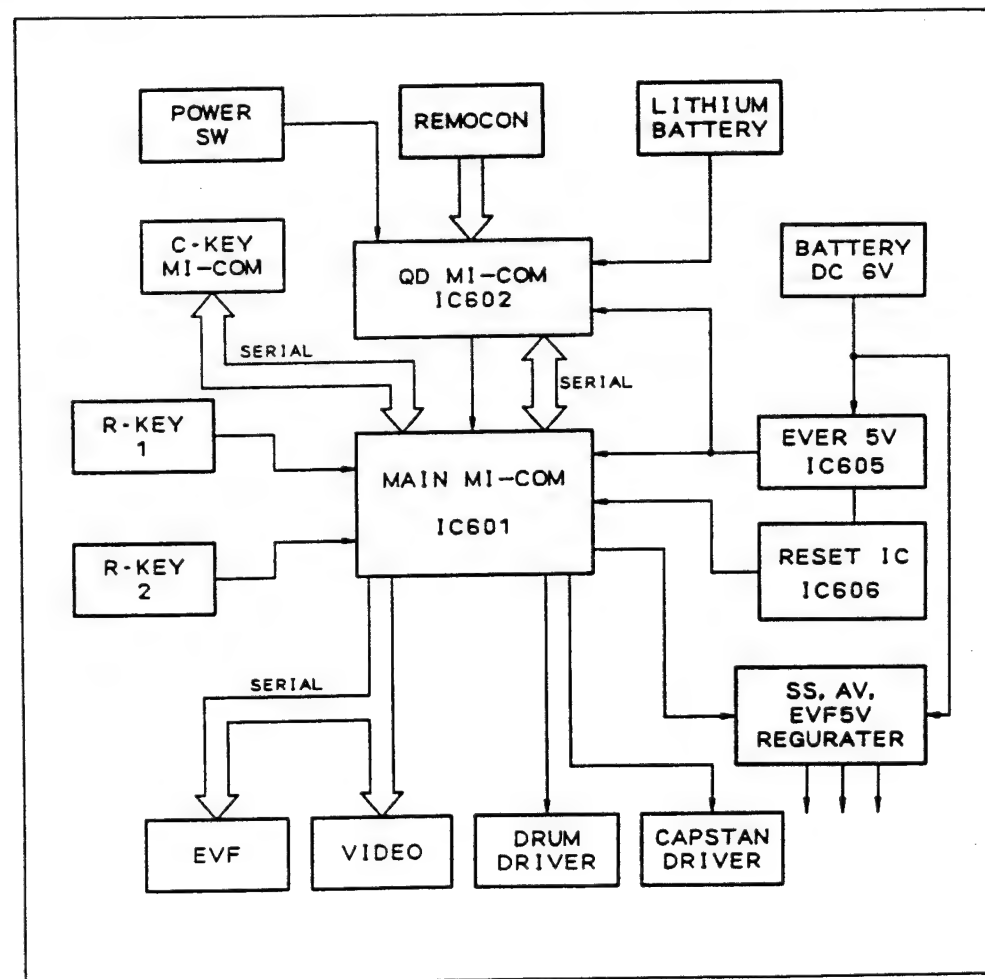 POWER
SW
REMOCON
LITHIUM
BATTERY
C-KEY
MI-COM
QD MI-COM
IC602
BATTERY
DC 6V
SERIAL
SERIAL
R-KEY
1
MAIN MI-COM
IC601
EVER 5V
IC605
R-KEY
2
RESET IC
IC606
SERIAL
SS, AV,
EVF5V
REGURATER
EVF
VIDEO
DRUM
DRIVER
CAPSTAN
DRIVER